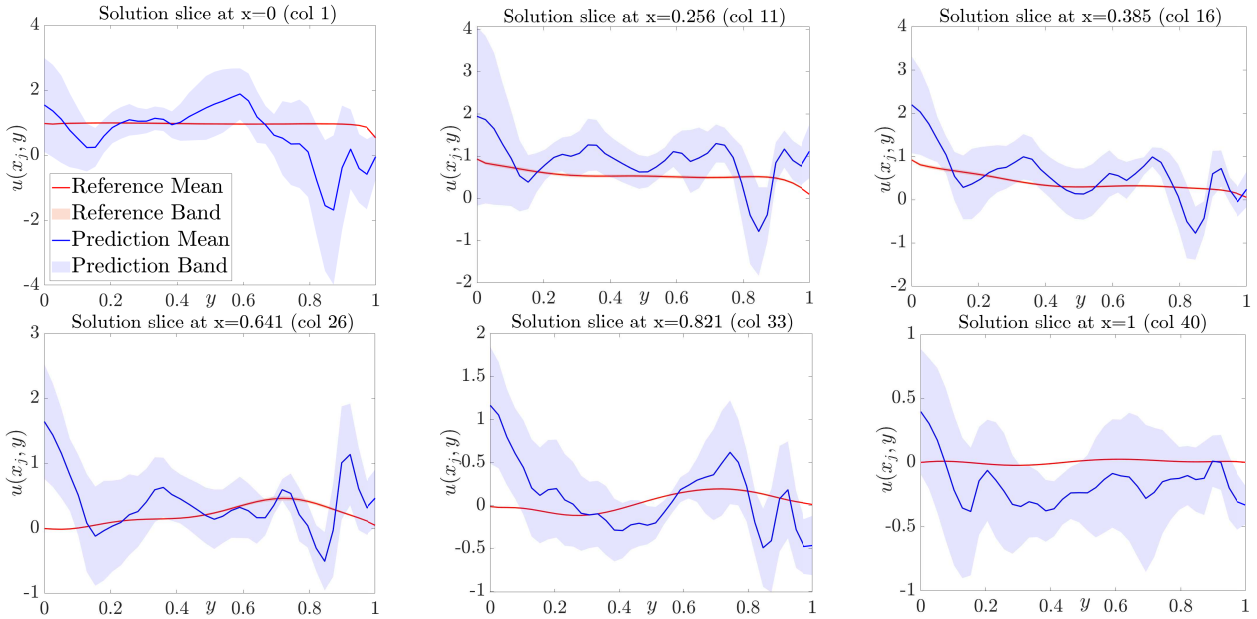 Solution slice at x=0 (col 1)
4
2
0
-2
-4
u(x_j, y)
Reference Mean
Reference Band
Prediction Mean
Prediction Band
0 0.2 0.4 y 0.6 0.8 1
Solution slice at x=0.256 (col 11)
4
3
2
1
0
-1
-2
u(x_j, y)
0 0.2 0.4 y 0.6 0.8 1
Solution slice at x=0.385 (col 16)
4
3
2
1
0
-1
-2
u(x_j, y)
0 0.2 0.4 y 0.6 0.8 1
Solution slice at x=0.641 (col 26)
3
2
1
0
-1
u(x_j, y)
0 0.2 0.4 y 0.6 0.8 1
Solution slice at x=0.821 (col 33)
2
1.5
1
0.5
0
-0.5
-1
u(x_j, y)
0 0.2 0.4 y 0.6 0.8 1
Solution slice at x=1 (col 40)
1
0.5
0
-0.5
-1
u(x_j, y)
0 0.2 0.4 y 0.6 0.8 1